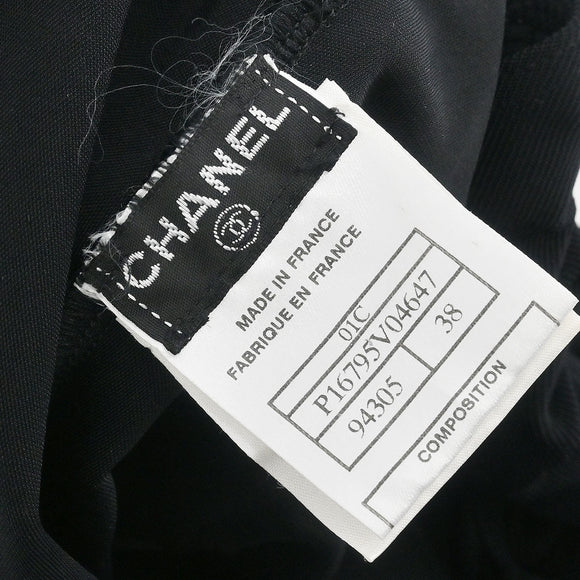 CHANEL
MADE IN FRANCE
FABRIQUE EN FRANCE
01C
P16795V04647
94305 38
COMPOSITION